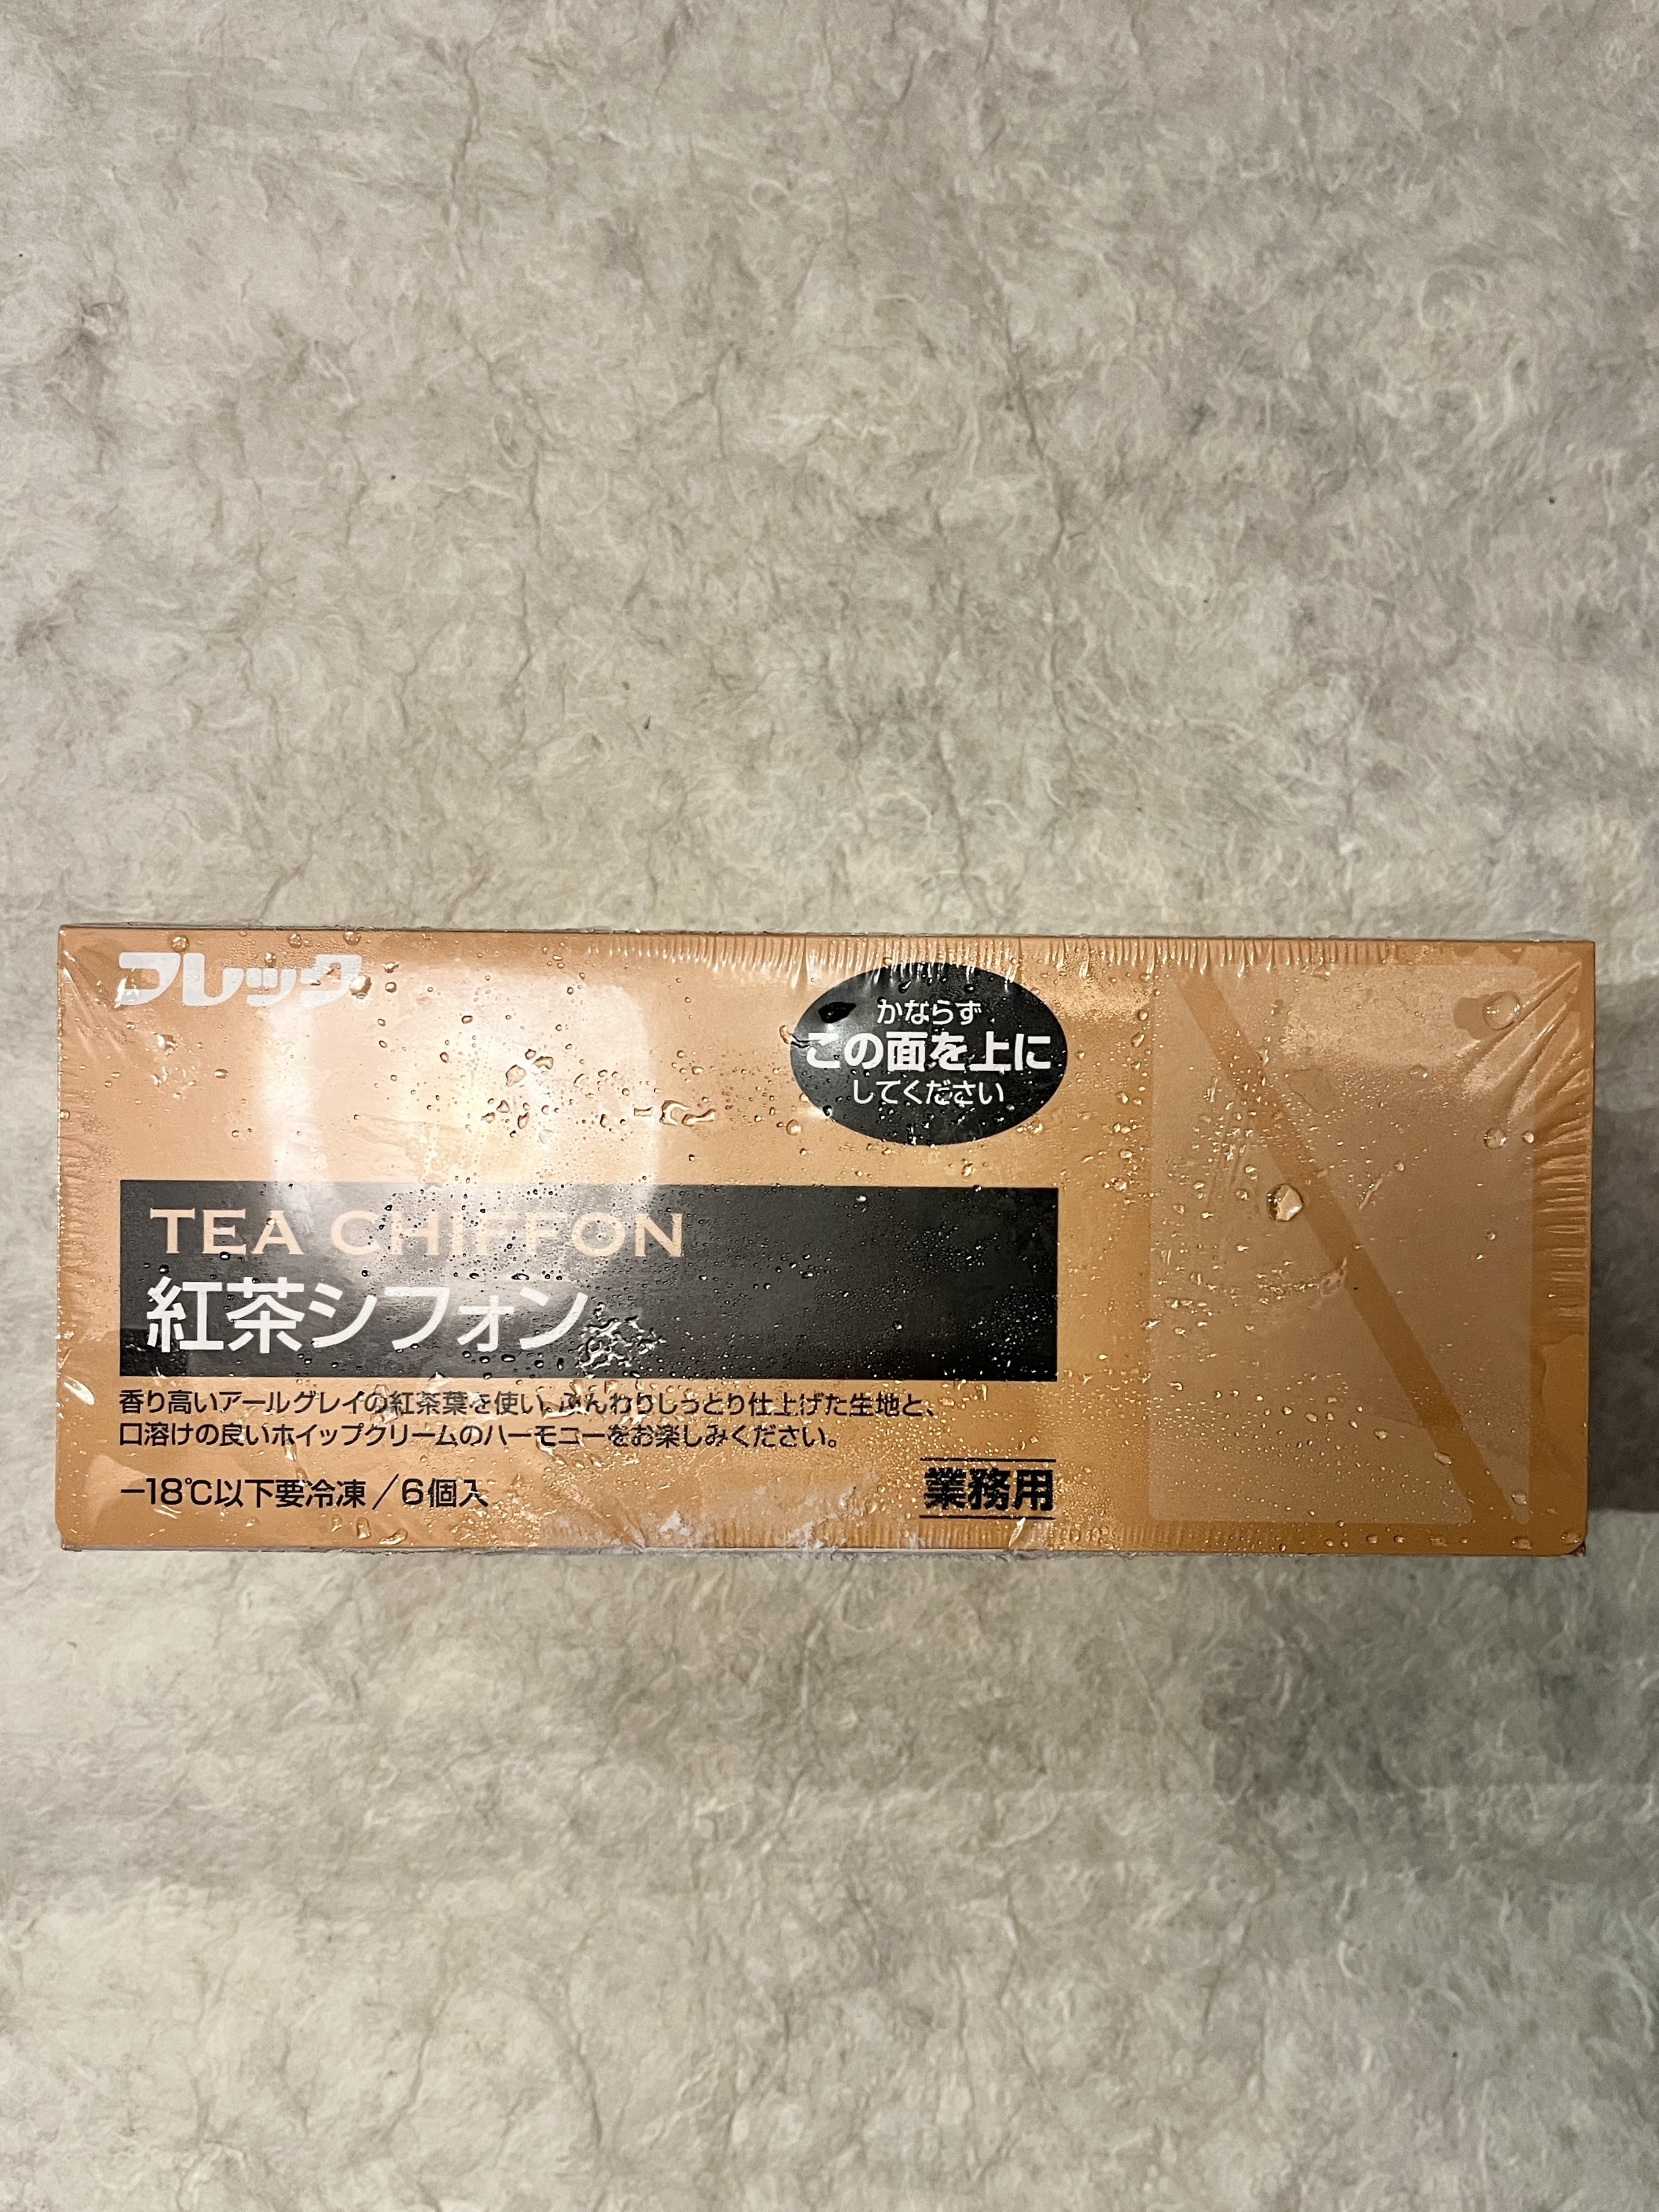 フレック
かならず
この面を上に
してください
TEA CHIFFON
紅茶シフォン
香り高いアールグレイの紅茶葉を使い、ふんわりしっとり仕上げた生地と、
口溶けの良いホイップクリームのハーモニーをお楽しみください。
−18℃以下要冷凍／6個入
業務用